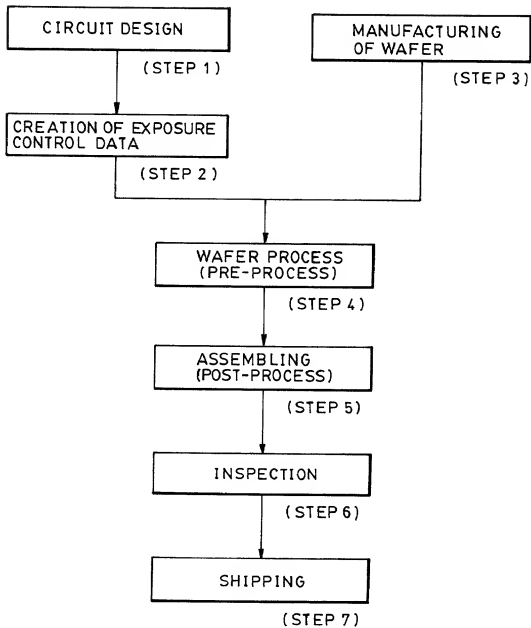 CIRCUIT DESIGN
(STEP 1)
MANUFACTURING
OF WAFER
(STEP 3)
CREATION OF EXPOSURE
CONTROL DATA
(STEP 2)
WAFER PROCESS
(PRE-PROCESS)
(STEP 4)
ASSEMBLING
(POST-PROCESS)
(STEP 5)
INSPECTION
(STEP 6)
SHIPPING
(STEP 7)